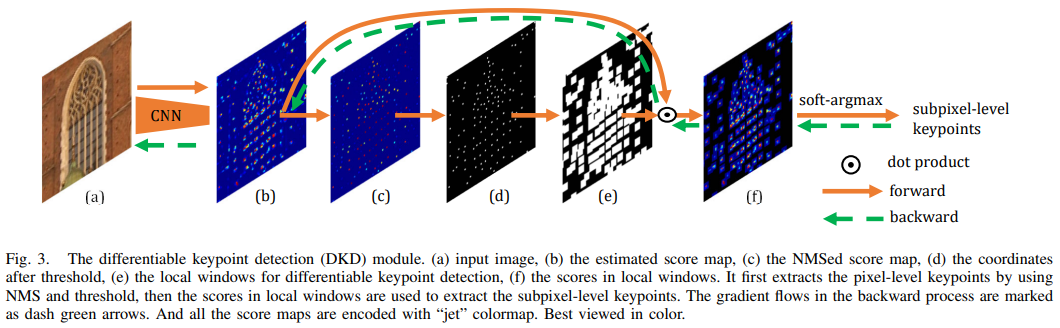 CNN
soft-argmax
subpixel-level
keypoints
dot product
forward
backward
(a)
(b)
(c)
(d)
(e)
(f)
Fig. 3. The differentiable keypoint detection (DKD) module. (a) input image, (b) the estimated score map, (c) the NMSed score map, (d) the coordinates
after threshold, (e) the local windows for differentiable keypoint detection, (f) the scores in local windows. It first extracts the pixel-level keypoints by using
NMS and threshold, then the scores in local windows are used to extract the subpixel-level keypoints. The gradient flows in the backward process are marked
as dash green arrows. And all the score maps are encoded with “jet” colormap. Best viewed in color.